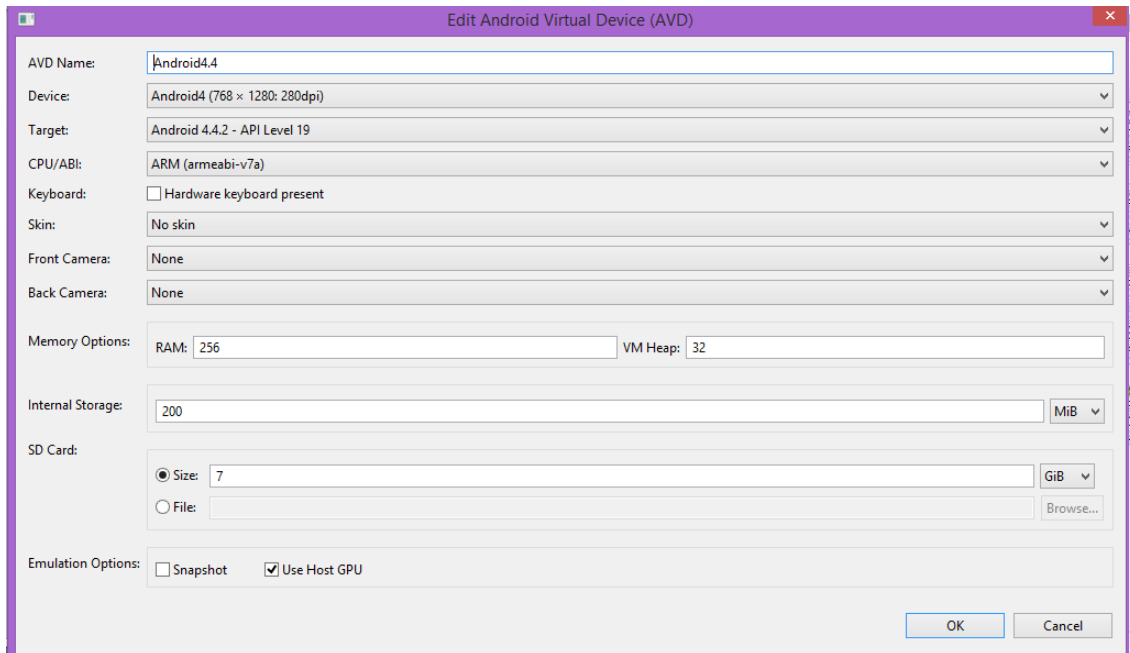 Edit Android Virtual Device (AVD)
AVD Name: Android4.4
Device: Android4 (768 × 1280: 280dpi)
Target: Android 4.4.2 - API Level 19
CPU/ABI: ARM (armeabi-v7a)
Keyboard: Hardware keyboard present
Skin: No skin
Front Camera: None
Back Camera: None
Memory Options: RAM: 256 VM Heap: 32
Internal Storage: 200 MiB
SD Card:
Size: 7 GiB
File: Browse...
Emulation Options: Snapshot Use Host GPU
OK Cancel